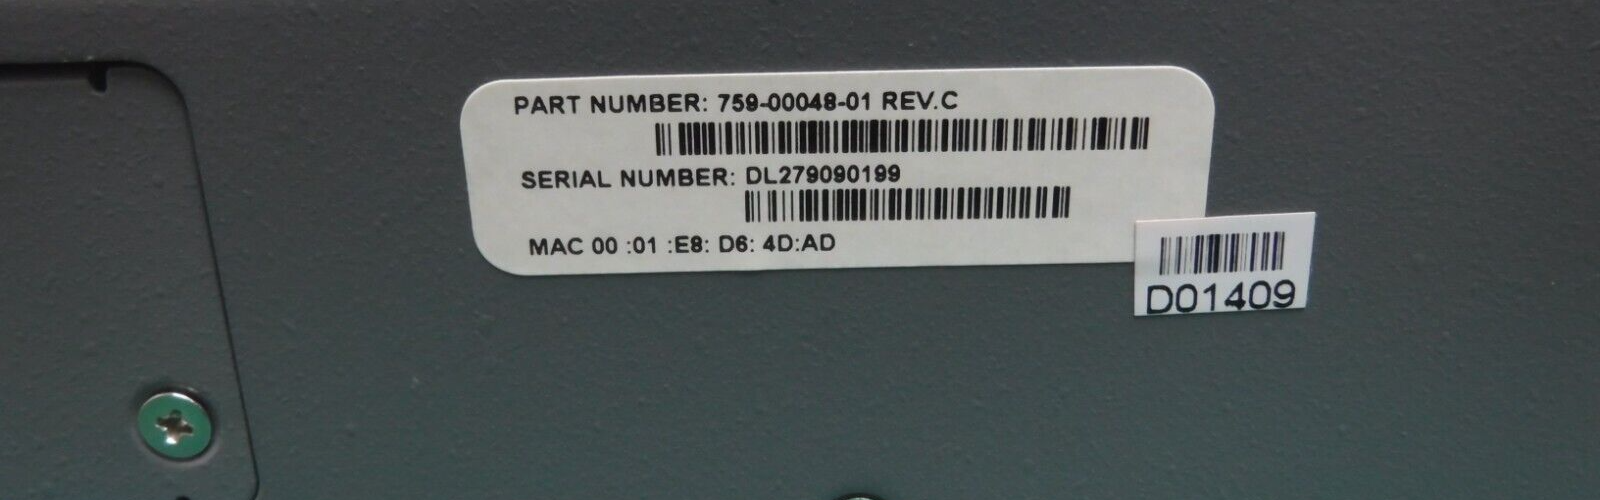 PART NUMBER: 759-00048-01 REV.C
SERIAL NUMBER: DL279090199
MAC 00 :01 :E8: D6: 4D:AD
D01409